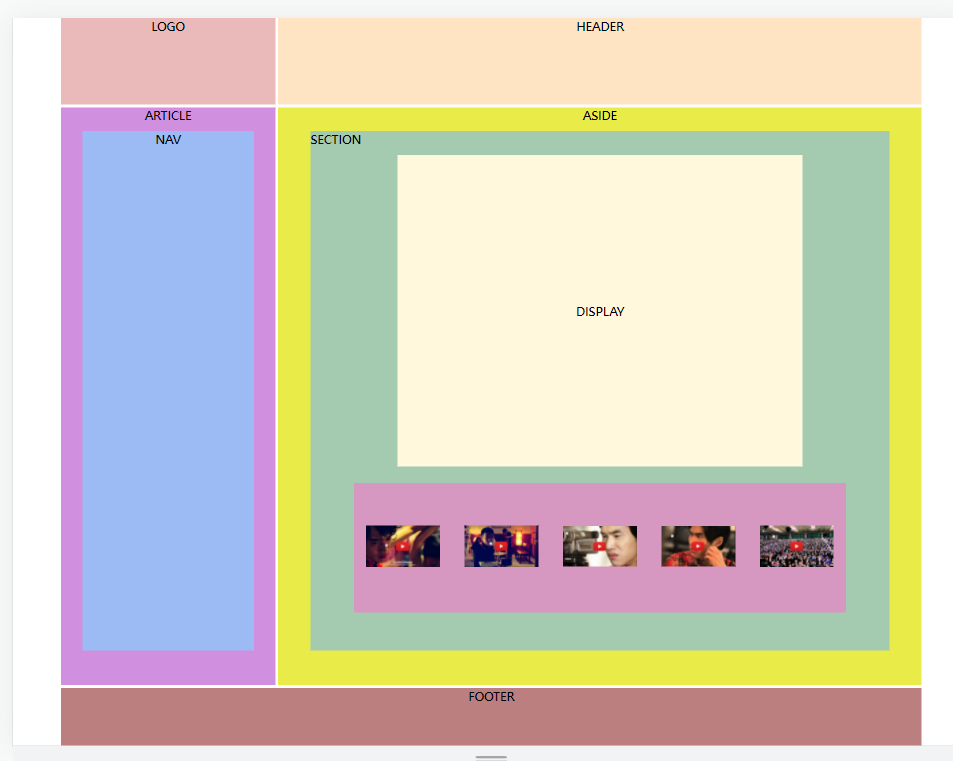 LOGO
HEADER
ARTICLE
ASIDE
NAV
SECTION
DISPLAY
FOOTER